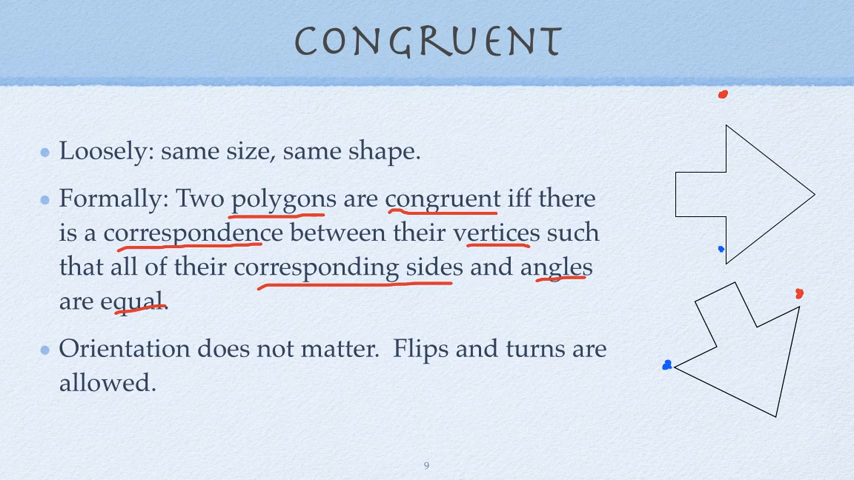 CONGRUENT
Loosely: same size, same shape.
Formally: Two polygons are congruent iff there
is a correspondence between their vertices such
that all of their corresponding sides and angles
are equal.
Orientation does not matter. Flips and turns are
allowed.
9